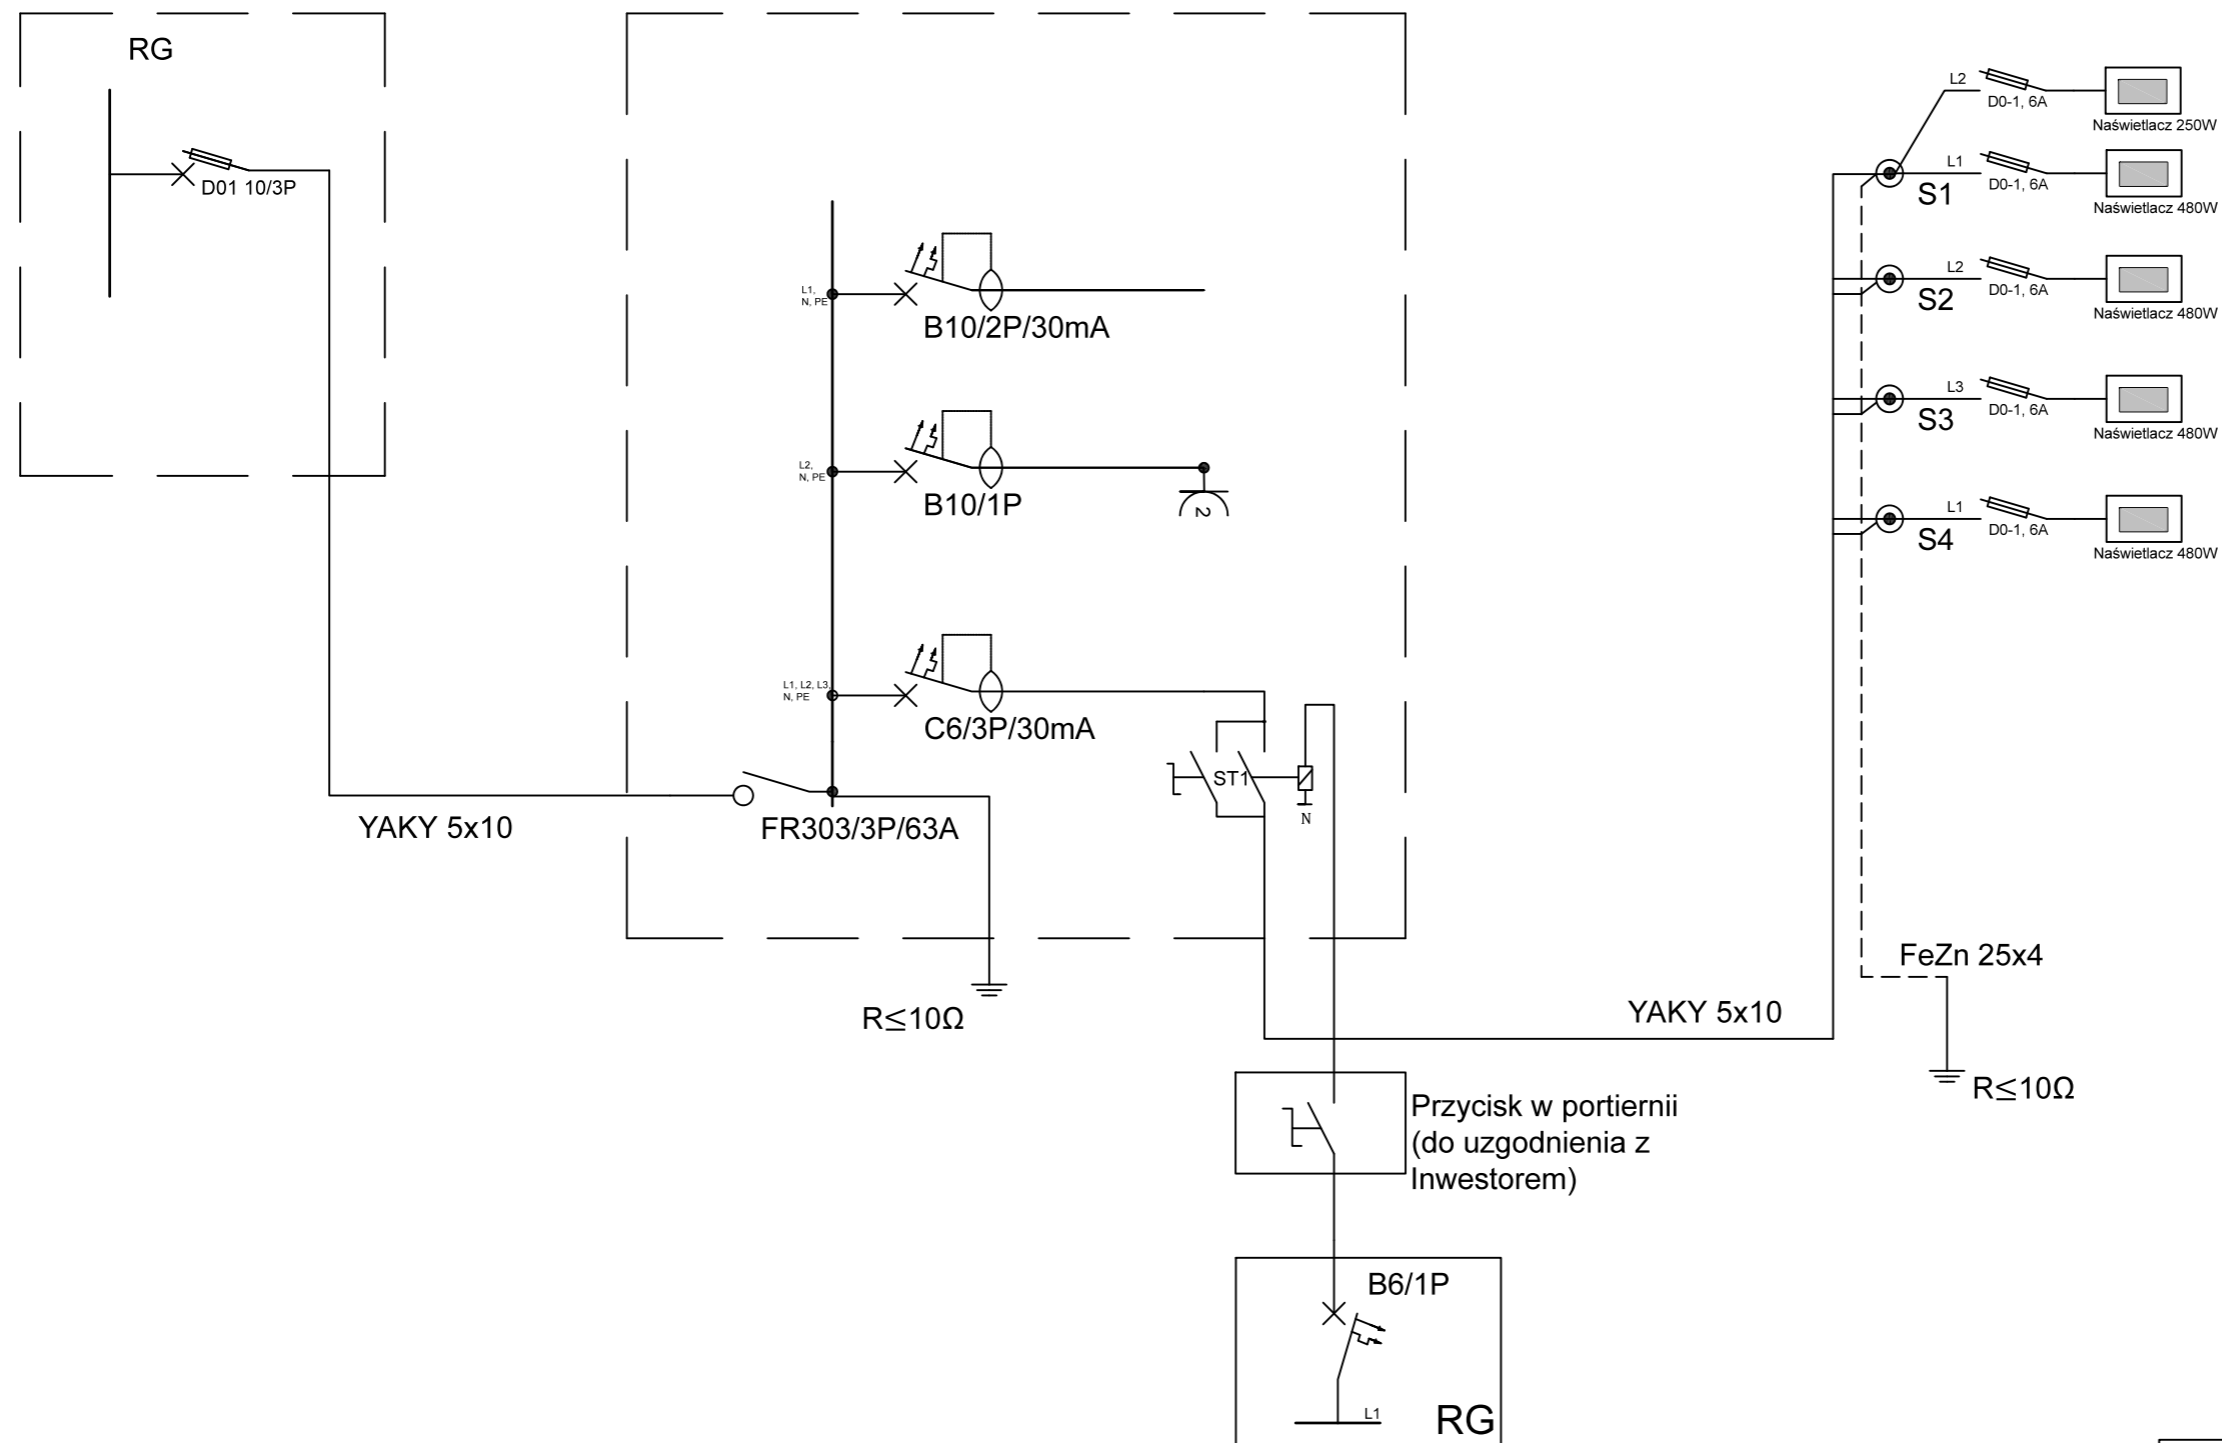 RG
D01 10/3P
L1,
N, PE
B10/2P/30mA
L2,
N, PE
B10/1P
2
L1, L2, L3,
N, PE
C6/3P/30mA
ST1
N
YAKY 5x10
FR303/3P/63A
R≤10Ω
L2
D0-1, 6A
Naświetlacz 250W
L1
S1
D0-1, 6A
Naświetlacz 480W
L2
S2
D0-1, 6A
Naświetlacz 480W
L3
S3
D0-1, 6A
Naświetlacz 480W
L1
S4
D0-1, 6A
Naświetlacz 480W
FeZn 25x4
YAKY 5x10
R≤10Ω
Przycisk w portiernii
(do uzgodnienia z
Inwestorem)
B6/1P
L1
RG